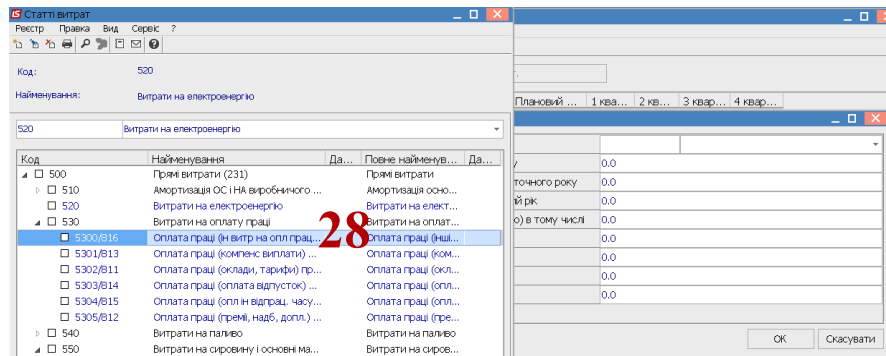 Статті витрат
Реєстр Правка Вид Сервіс ?
Код: 520
Найменування: Витрати на електроенергію
520 Витрати на електроенергію
Код Найменування Да... Повне найменув... Да...
500 Прямі витрати (231) Прямі витрати
510 Амортизація ОС і НА виробничого ... Амортизація осно...
520 Витрати на електроенергію Витрати на елект...
530 Витрати на оплату праці Витрати на оплат...
28
5300/816 Оплата праці (ін витр на опл прац... Оплата праці (інші...
5301/813 Оплата праці (компенс виплати) ... Оплата праці (ком...
5302/811 Оплата праці (оклади, тарифи) пр... Оплата праці (окл...
5303/814 Оплата праці (оплата відпусток) ... Оплата праці (опл...
5304/815 Оплата праці (опл ін відпрац. часу... Оплата праці (опл...
5305/812 Оплата праці (премії, надб, допл.) ... Оплата праці (пре...
540 Витрати на паливо Витрати на паливо
550 Витрати на сировину і основні ма... Витрати на сиров...
Плановий ... 1 ква... 2 кв... 3 квар... 4 квар...
у 0.0
точного року 0.0
ій рік 0.0
о) в тому числі 0.0
0.0
0.0
0.0
0.0
ОК Скасувати